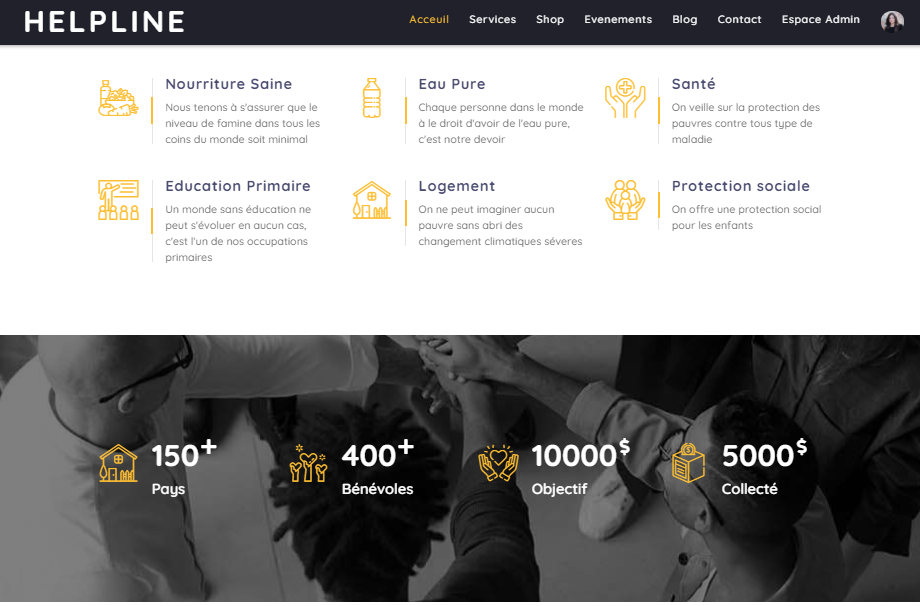 HELPLINE
Acceuil Services Shop Evenements Blog Contact Espace Admin
Nourriture Saine
Nous tenons à s'assurer que le
niveau de famine dans tous les
coins du monde soit minimal
Eau Pure
Chaque personne dans le monde
à le droit d'avoir de l'eau pure,
c'est notre devoir
Santé
On veille sur la protection des
pauvres contre tous type de
maladie
Education Primaire
Un monde sans éducation ne
peut s'évoluer en aucun cas,
c'est l'un de nos occupations
primaires
Logement
On ne peut imaginer aucun
pauvre sans abri des
changement climatiques séveres
Protection sociale
On offre une protection social
pour les enfants
150+
Pays
400+
Bénévoles
10000$
Objectif
5000$
Collecté